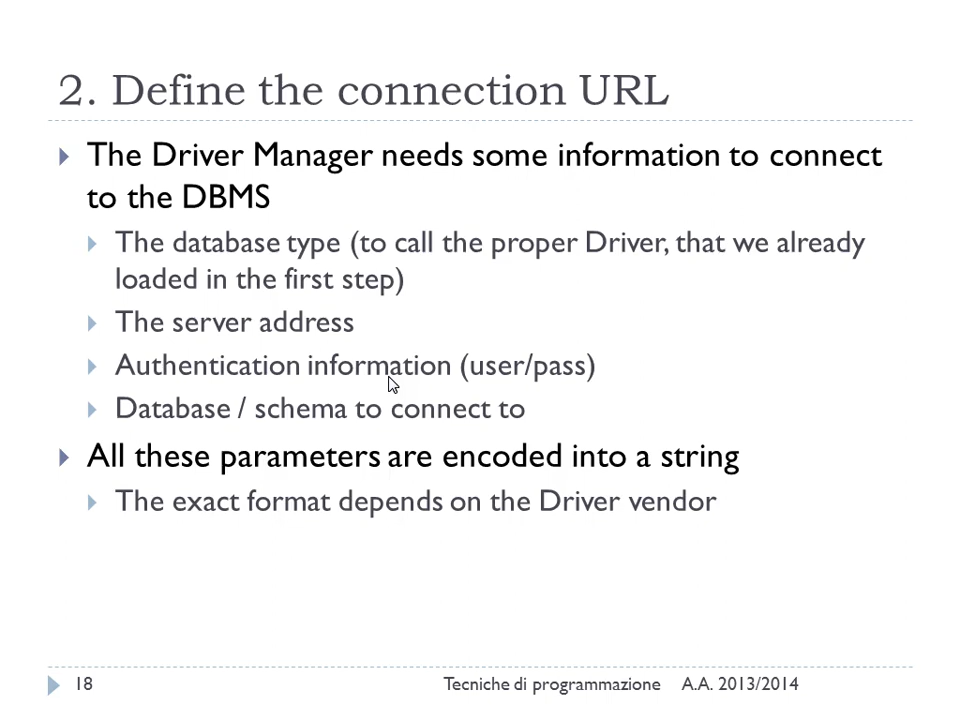 2. Define the connection URL
The Driver Manager needs some information to connect
to the DBMS
The database type (to call the proper Driver, that we already
loaded in the first step)
The server address
Authentication information (user/pass)
Database / schema to connect to
All these parameters are encoded into a string
The exact format depends on the Driver vendor
18 Tecniche di programmazione A.A. 2013/2014